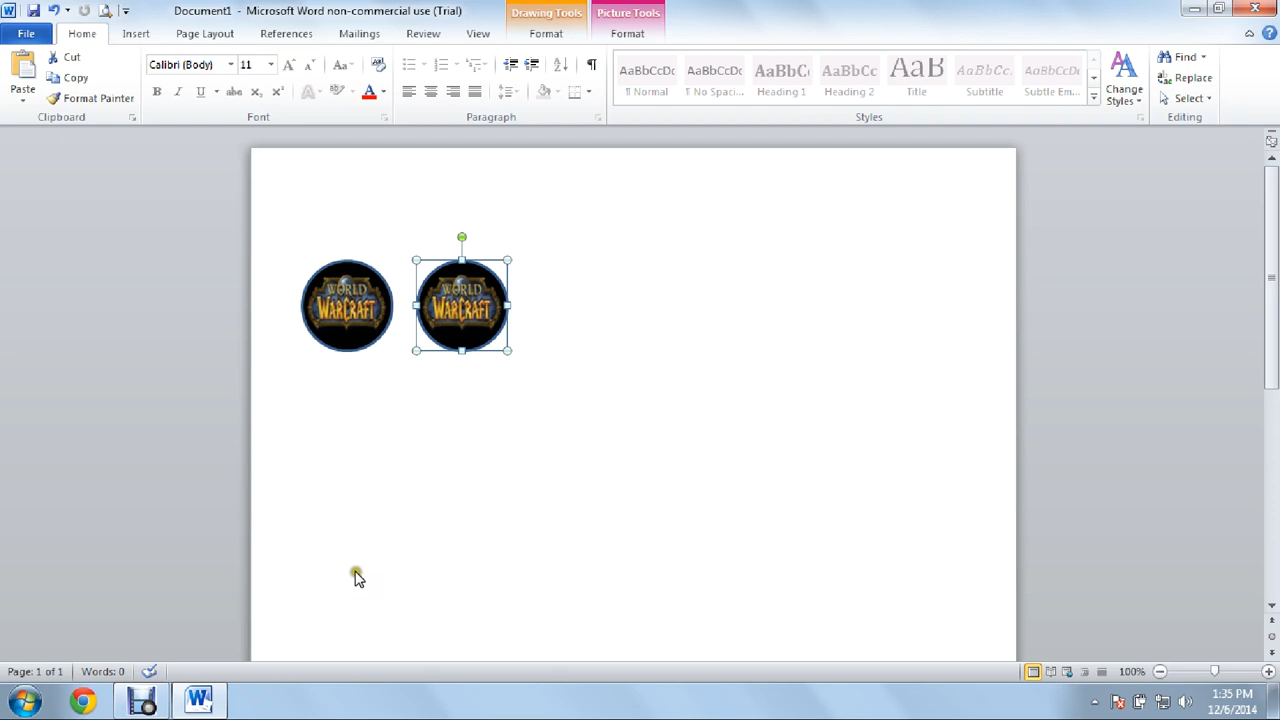 Document1 - Microsoft Word non-commercial use (Trial)
Drawing Tools
Picture Tools
File
Home
Insert
Page Layout
References
Mailings
Review
View
Format
Format
Paste
Cut
Copy
Format Painter
Clipboard
Calibri (Body)
11
Font
Paragraph
AaBbCcDc
¶ Normal
AaBbCcDc
¶ No Spaci...
AaBbC
Heading 1
AaBbCc
Heading 2
AaB
Title
AaBbCc
Subtitle
AaBbCcDc
Subtle Em...
Styles
Change
Styles
Find
Replace
Select
Editing
WORLD
WARCRAFT
WORLD
WARCRAFT
Page: 1 of 1
Words: 0
100%
1:35 PM
12/6/2014